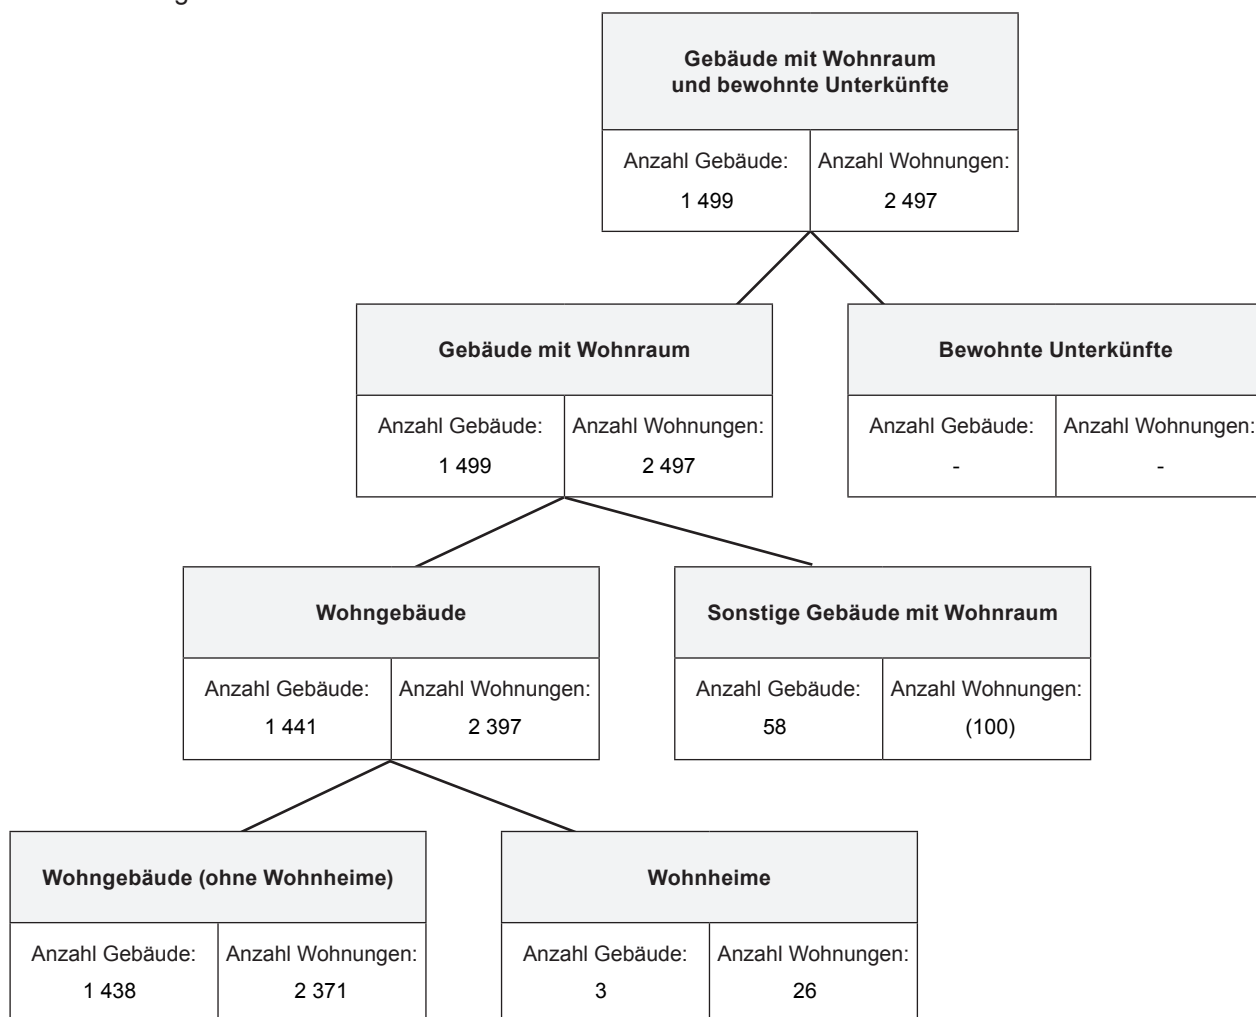 Gebäude mit Wohnraum
und bewohnte Unterkünfte
Anzahl Gebäude: Anzahl Wohnungen:
1 499 2 497
Gebäude mit Wohnraum
Anzahl Gebäude: Anzahl Wohnungen:
1 499 2 497
Bewohnte Unterkünfte
Anzahl Gebäude: Anzahl Wohnungen:
- -
Wohngebäude
Anzahl Gebäude: Anzahl Wohnungen:
1 441 2 397
Sonstige Gebäude mit Wohnraum
Anzahl Gebäude: Anzahl Wohnungen:
58 (100)
Wohngebäude (ohne Wohnheime)
Anzahl Gebäude: Anzahl Wohnungen:
1 438 2 371
Wohnheime
Anzahl Gebäude: Anzahl Wohnungen:
3 26